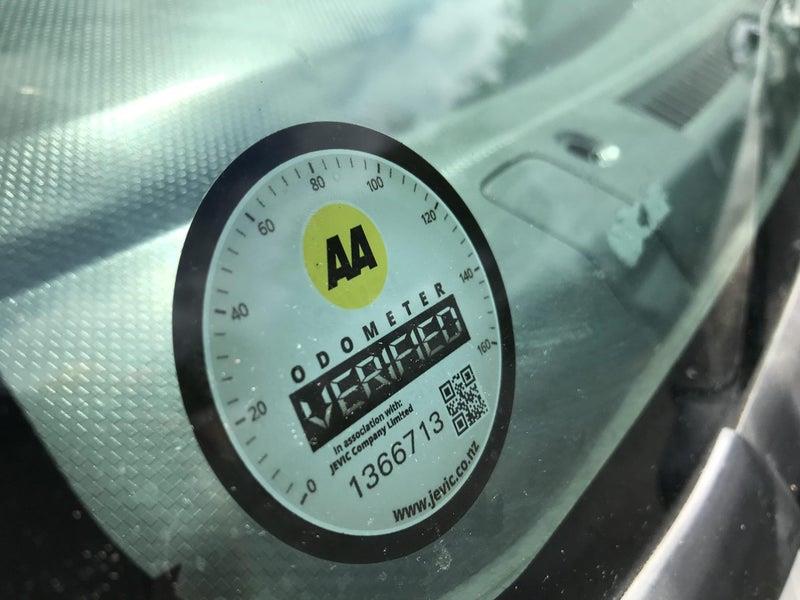 0
20
40
60
80
100
120
140
160
AA
ODOMETER
VERIFIED
In association with:
JEVIC Company Limited
1366713
www.jevic.co.nz